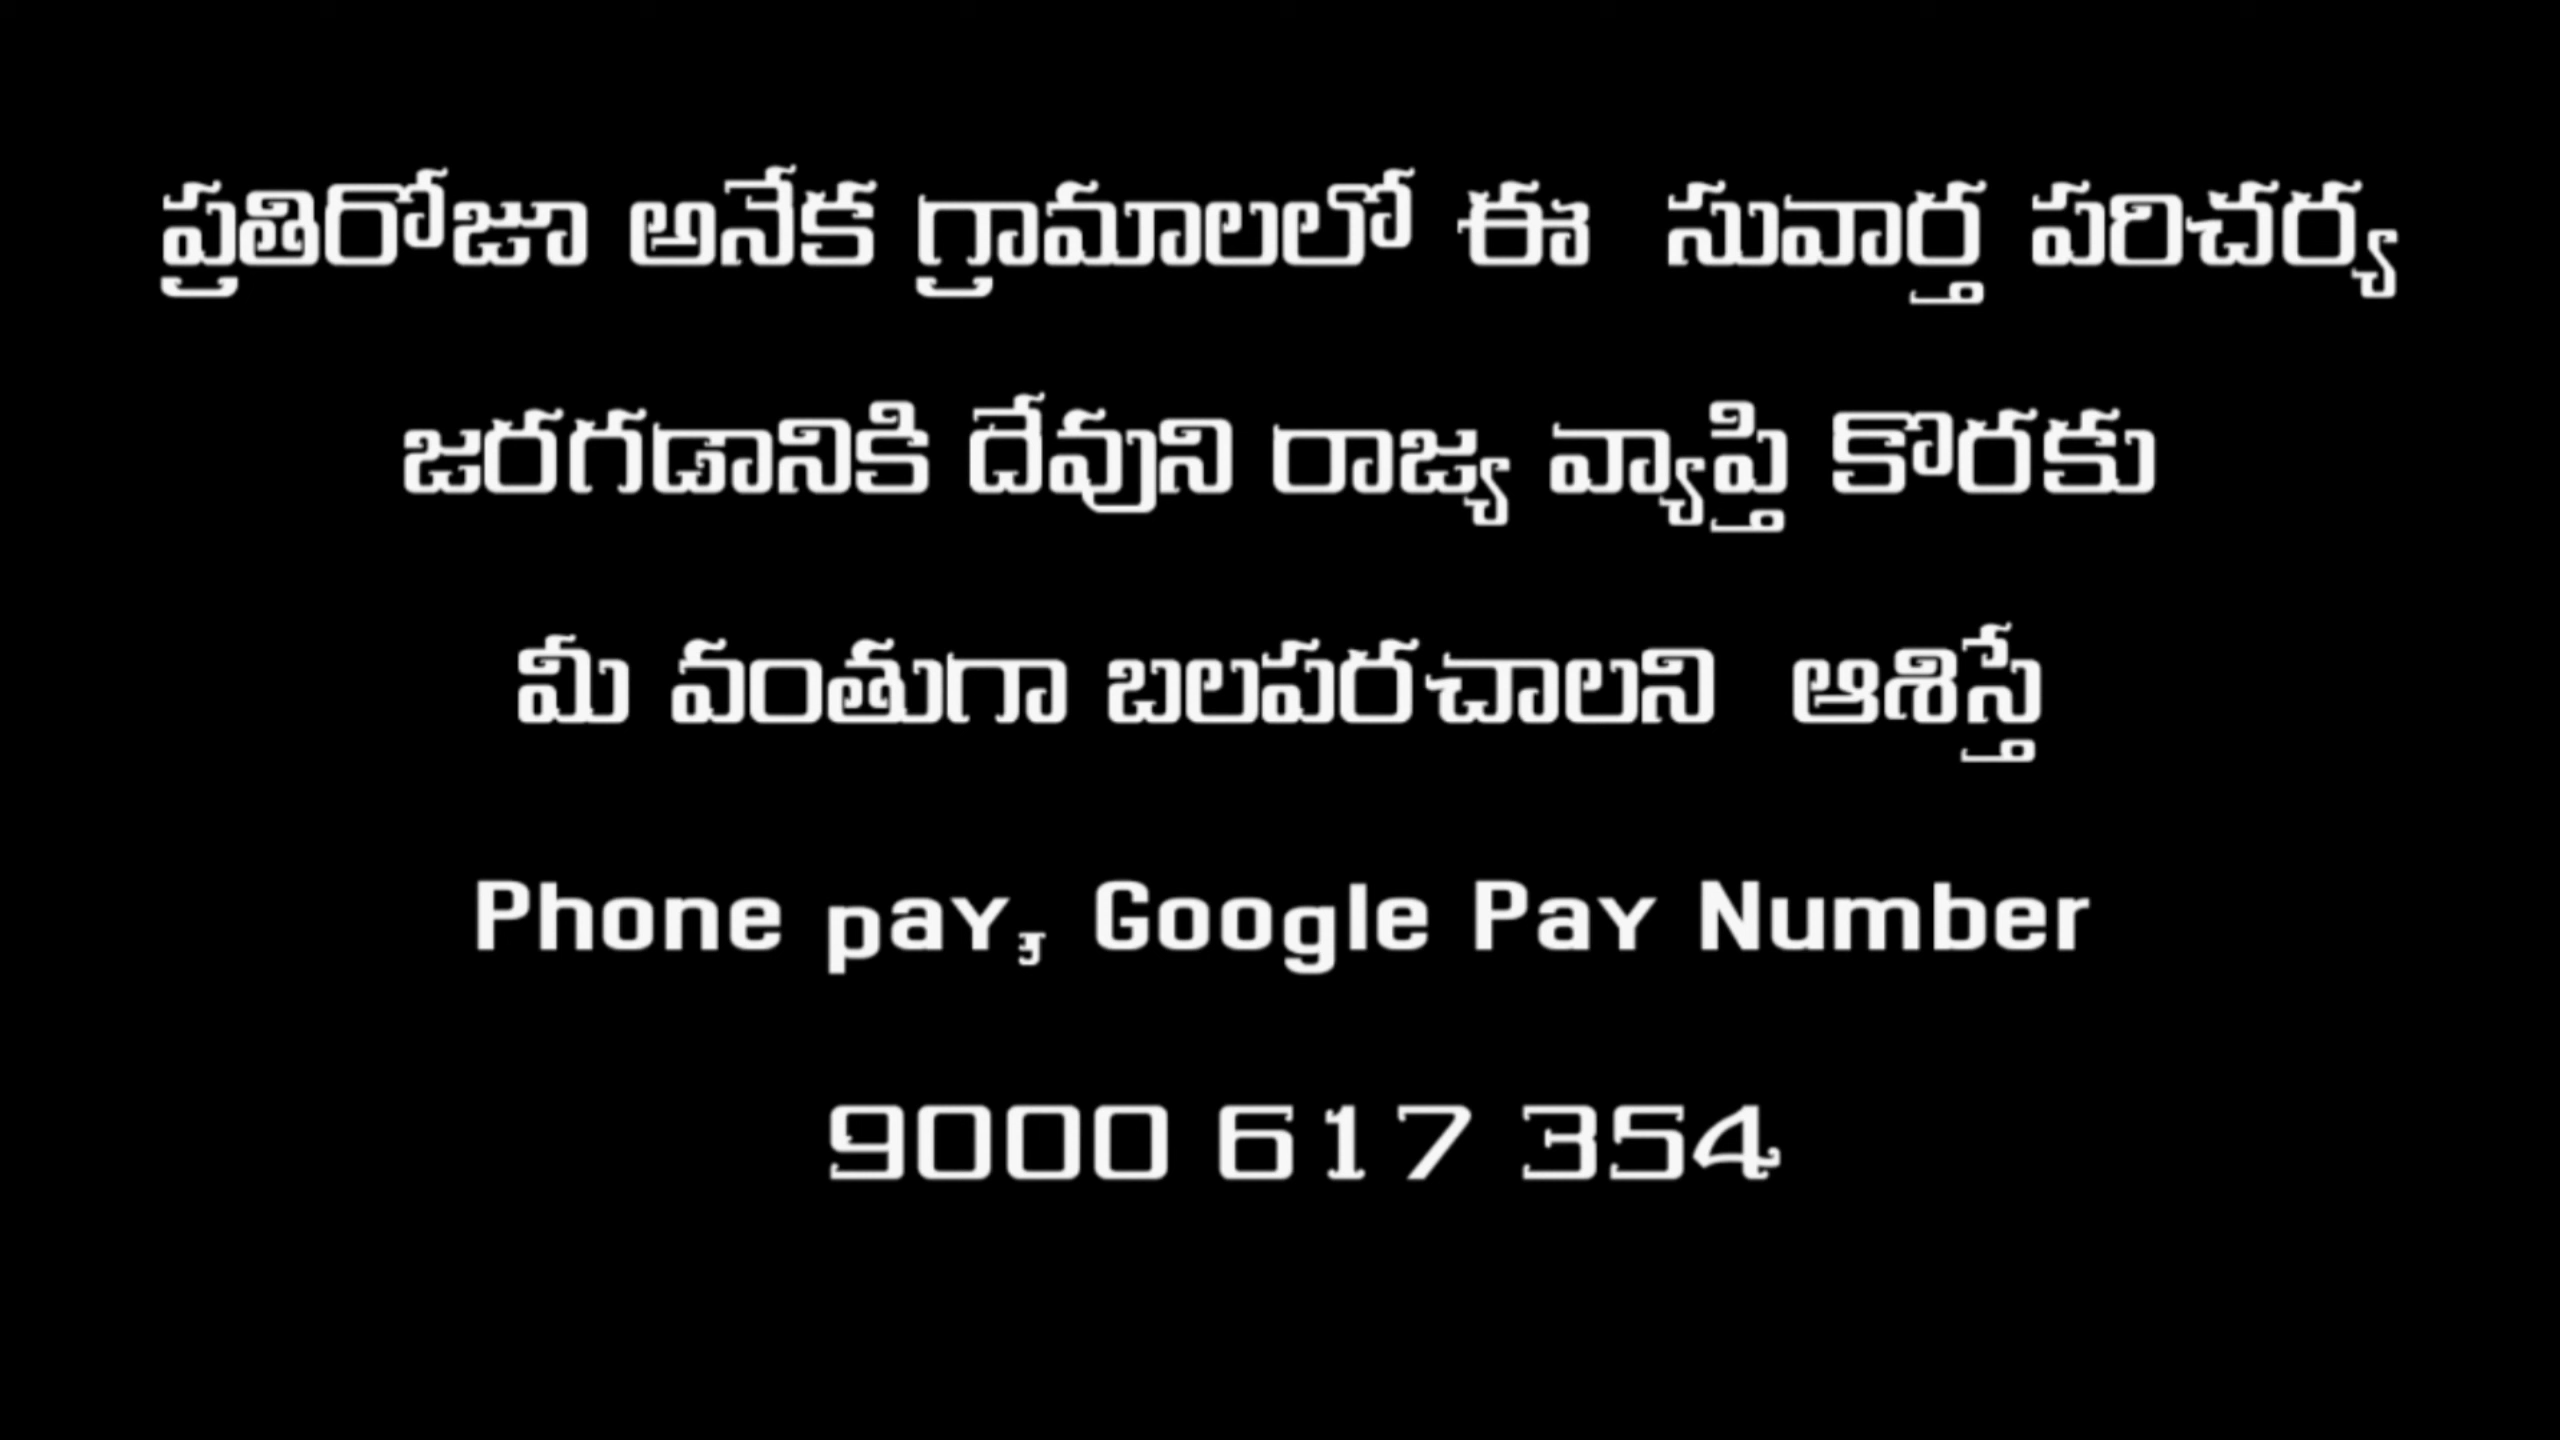 ప్రతిరోజూ అనేక గ్రామాలలో ఈ సువార్త పరిచర్య
జరగడానికి దేవుని రాజ్య వ్యాప్తి కొరకు
మీ వంతుగా బలపరచాలని ఆశిస్తే
Phone pay, Google Pay Number
9000 617 354